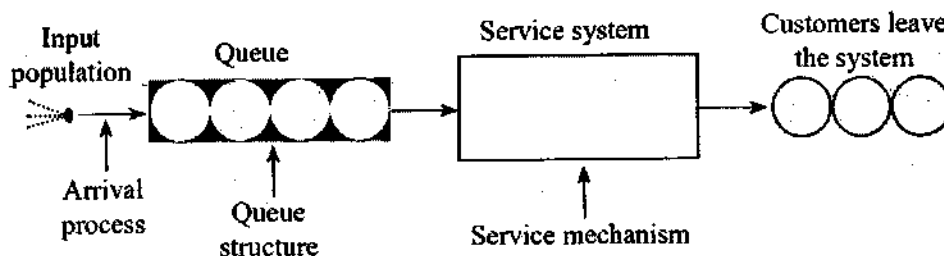 Input
population
Queue
Service system
Customers leave
the system
Arrival
process
Queue
structure
Service mechanism